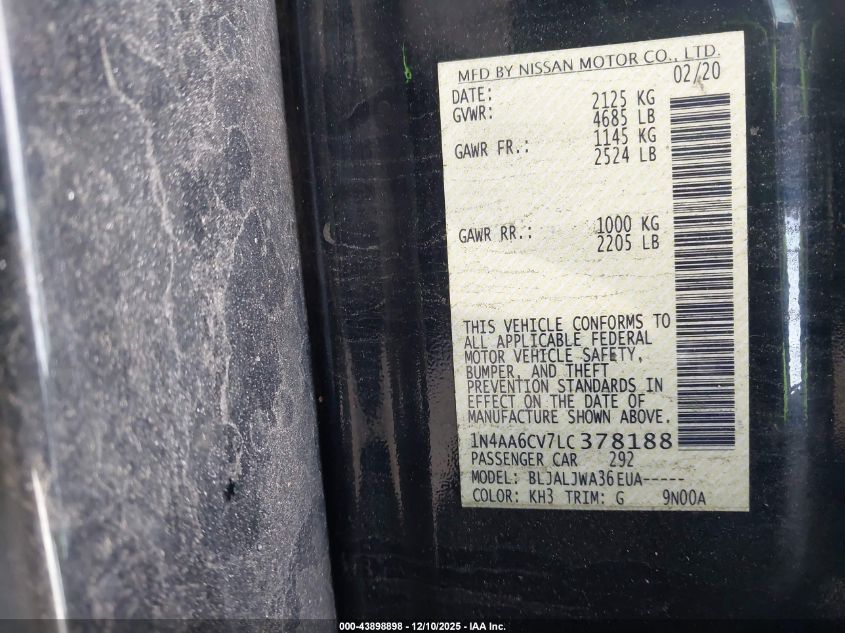 MFD BY NISSAN MOTOR CO., LTD.
DATE: 02/20
GVWR: 2125 KG
4685 LB
GAWR FR.: 1145 KG
2524 LB
GAWR RR.: 1000 KG
2205 LB
THIS VEHICLE CONFORMS TO
ALL APPLICABLE FEDERAL
MOTOR VEHICLE SAFETY,
BUMPER, AND THEFT
PREVENTION STANDARDS IN
EFFECT ON THE DATE OF
MANUFACTURE SHOWN ABOVE.
1N4AA6CV7LC378188
PASSENGER CAR 292
MODEL: BLJALJWA36EUA-----
COLOR: KH3 TRIM: G 9N00A
000-43898898 - 12/10/2025 - IAA Inc.